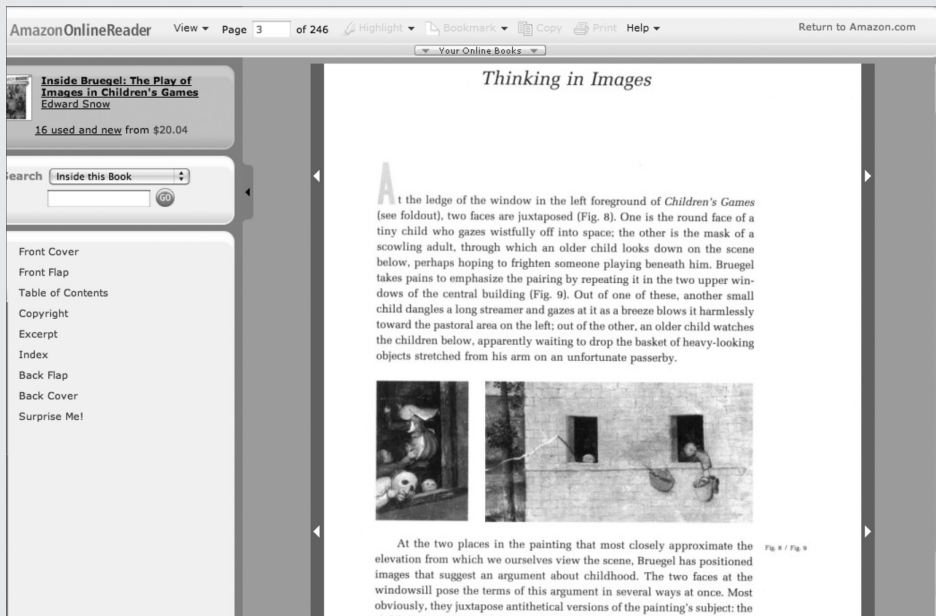 AmazonOnlineReader View Page 3 of 246 Highlight Bookmark Copy Print Help Return to Amazon.com
Your Online Books
Inside Bruegel: The Play of
Images in Children's Games
Edward Snow
16 used and new from $20.04
earch Inside this Book
GO
Front Cover
Front Flap
Table of Contents
Copyright
Excerpt
Index
Back Flap
Back Cover
Surprise Me!
Thinking in Images
At the ledge of the window in the left foreground of Children's Games
(see foldout), two faces are juxtaposed (Fig. 8). One is the round face of a
tiny child who gazes wistfully off into space; the other is the mask of a
scowling adult, through which an older child looks down on the scene
below, perhaps hoping to frighten someone playing beneath him. Bruegel
takes pains to emphasize the pairing by repeating it in the two upper win-
dows of the central building (Fig. 9). Out of one of these, another small
child dangles a long streamer and gazes at it as a breeze blows it harmlessly
toward the pastoral area on the left; out of the other, an older child watches
the children below, apparently waiting to drop the basket of heavy-looking
objects stretched from his arm on an unfortunate passerby.
At the two places in the painting that most closely approximate the
Fig. 8 / Fig. 9
elevation from which we ourselves view the scene, Bruegel has positioned
images that suggest an argument about childhood. The two faces at the
windowsill pose the terms of this argument in several ways at once. Most
obviously, they juxtapose antithetical versions of the painting's subject: the